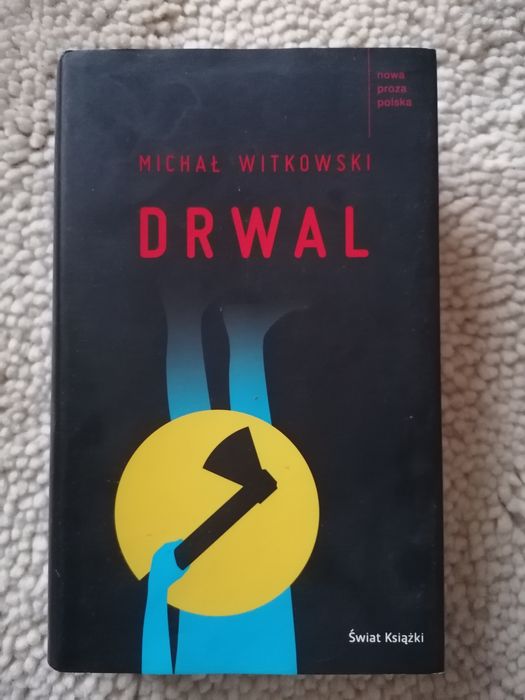 nowa
proza
polska
MICHAŁ WITKOWSKI
DRWAL
Świat Książki